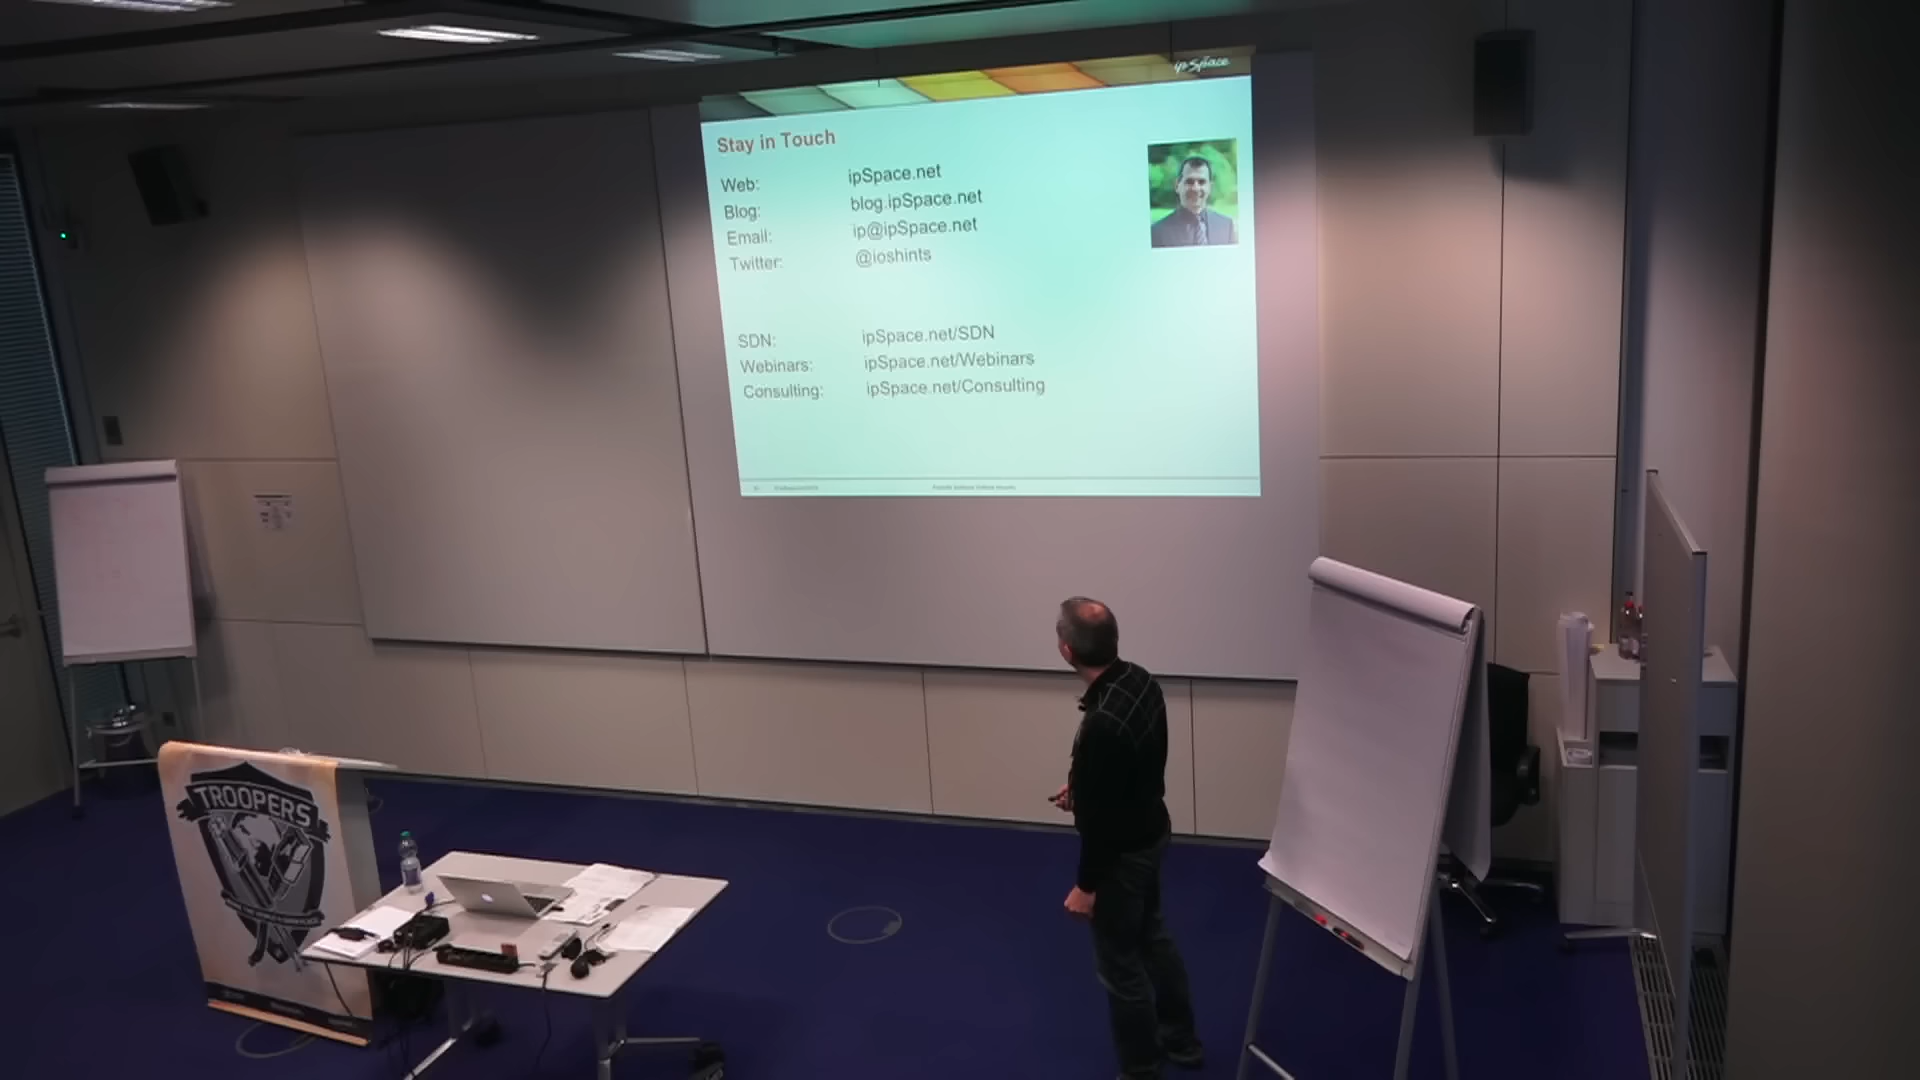 ipSpace
Stay in Touch
Web: ipSpace.net
Blog: blog.ipSpace.net
Email: ip@ipSpace.net
Twitter: @ioshints
SDN: ipSpace.net/SDN
Webinars: ipSpace.net/Webinars
Consulting: ipSpace.net/Consulting
TROOPERS